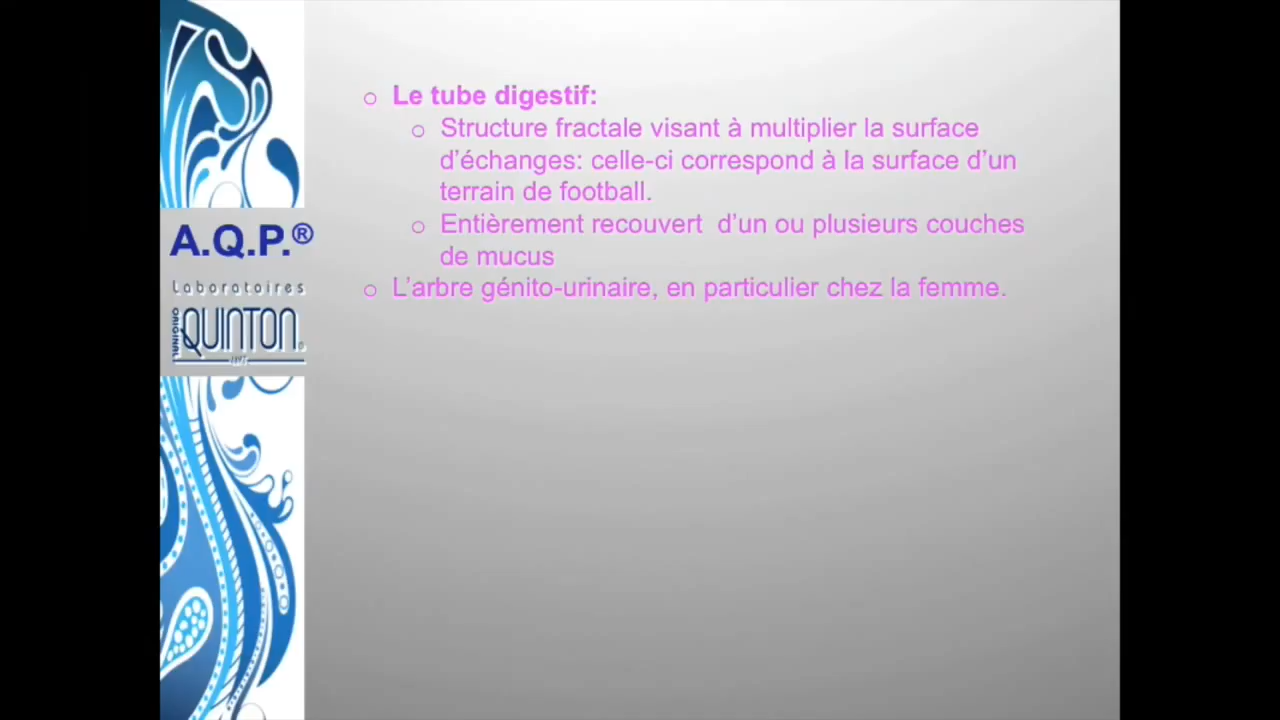 Le tube digestif:
Structure fractale visant à multiplier la surface
d'échanges: celle-ci correspond à la surface d'un
terrain de football.
Entièrement recouvert d'un ou plusieurs couches
de mucus
L'arbre génito-urinaire, en particulier chez la femme.
A.Q.P.®
Laboratoires
ORIGINAL
QUINTON®